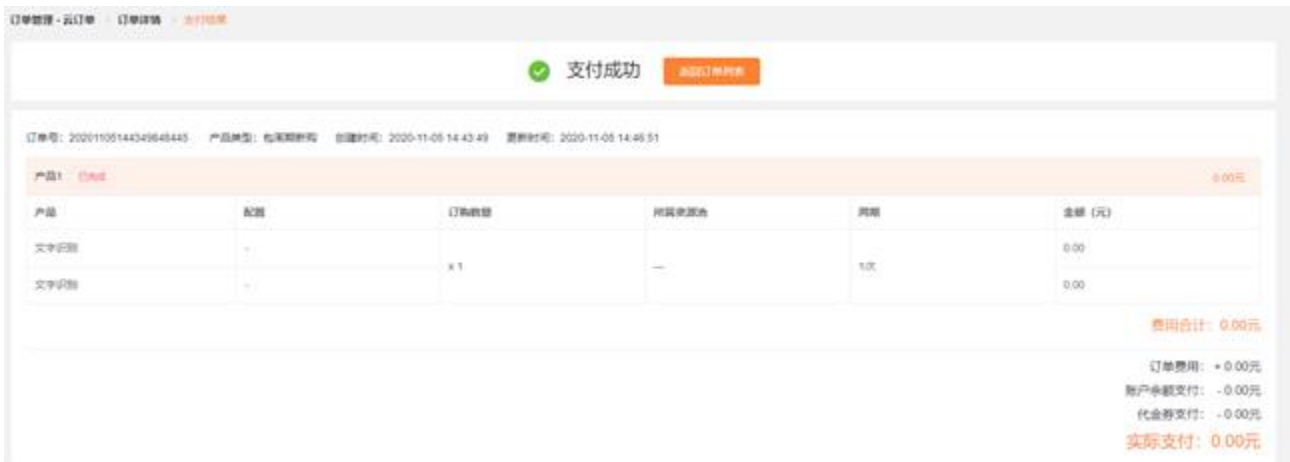 订单管理 - 云订单 订单详情 支付结果
支付成功 返回订单列表
订单号：20201105144349648445 产品类型：包周期新购 创建时间：2020-11-05 14:43:49 更新时间：2020-11-05 14:46:51
产品1 已完成 0.00元
产品 配置 订购数量 所属资源池 周期 金额（元）
文字识别 - 0.00
x 1 — 1/次
文字识别 - 0.00
费用合计：0.00元
订单费用： + 0.00元
账户余额支付： - 0.00元
代金券支付： - 0.00元
实际支付：0.00元